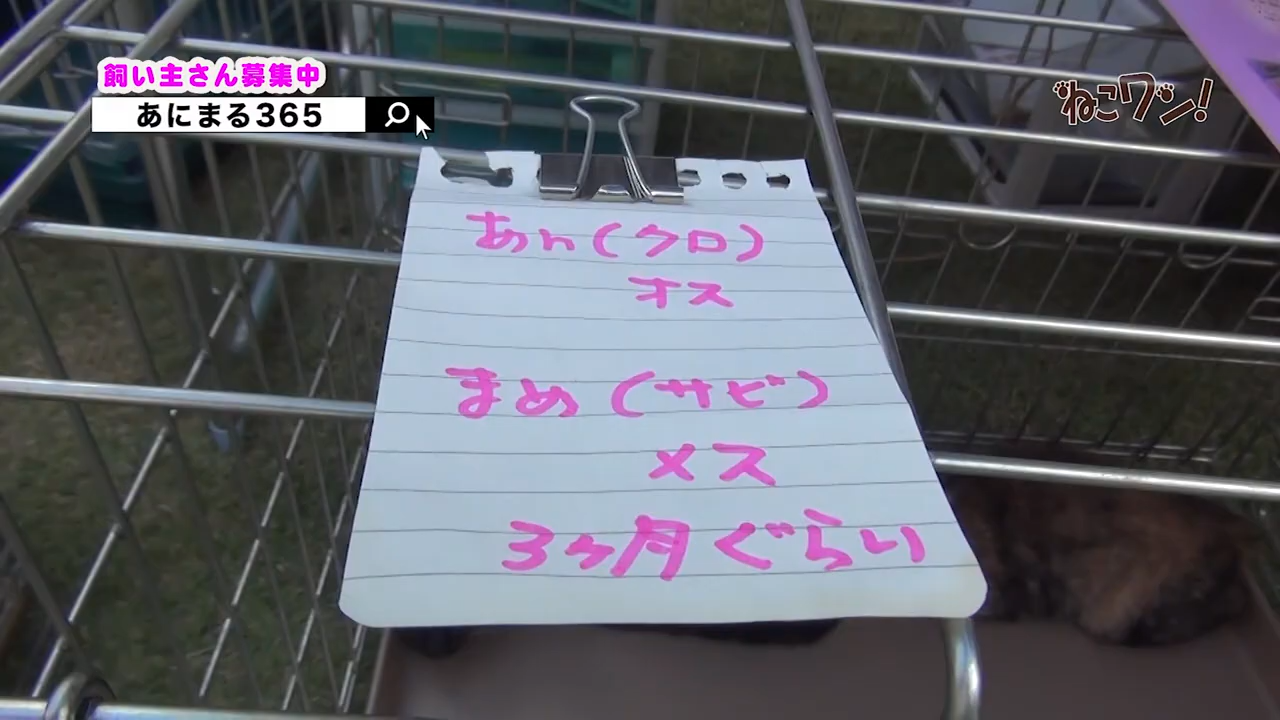 飼い主さん募集中
あにまる365
ねこワン!
あん(クロ)
オス
まめ(サビ)
メス
3ヶ月ぐらい